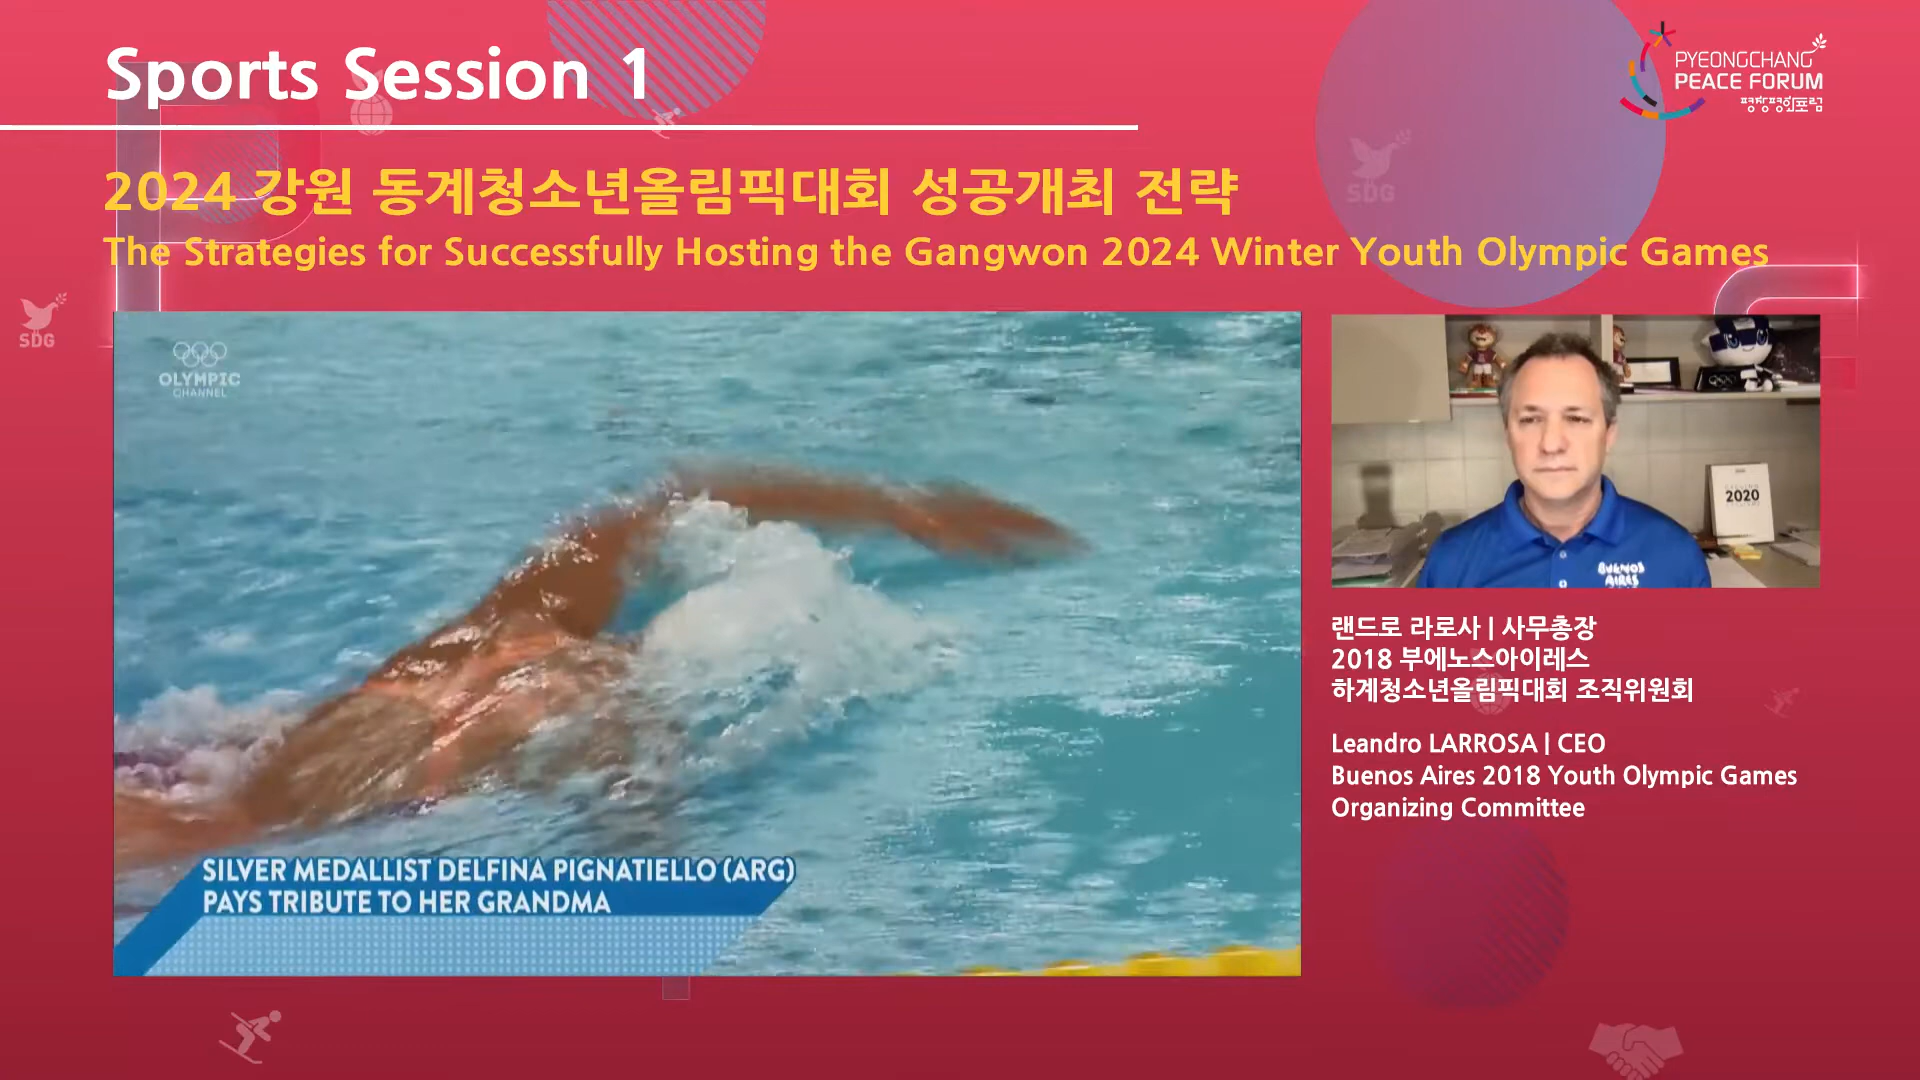 Sports Session 1
PYEONGCHANG
PEACE FORUM
평창평화포럼
2024 강원 동계청소년올림픽대회 성공개최 전략
The Strategies for Successfully Hosting the Gangwon 2024 Winter Youth Olympic Games
SDG
SDG
OLYMPIC
CHANNEL
2020
BUENOS
AIRES
SILVER MEDALLIST DELFINA PIGNATIELLO (ARG)
PAYS TRIBUTE TO HER GRANDMA
랜드로 라로사 | 사무총장
2018 부에노스아이레스
하계청소년올림픽대회 조직위원회
Leandro LARROSA | CEO
Buenos Aires 2018 Youth Olympic Games
Organizing Committee